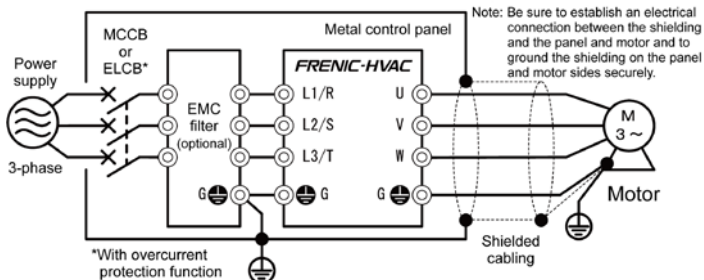 Metal control panel
Note: Be sure to establish an electrical
connection between the shielding
and the panel and motor and to
ground the shielding on the panel
and motor sides securely.
MCCB
or
ELCB*
Power
supply
3-phase
EMC
filter
(optional)
G
FRENIC-HVAC
L1/R
L2/S
L3/T
G
U
V
W
G
M
3~
Motor
Shielded
cabling
*With overcurrent
protection function